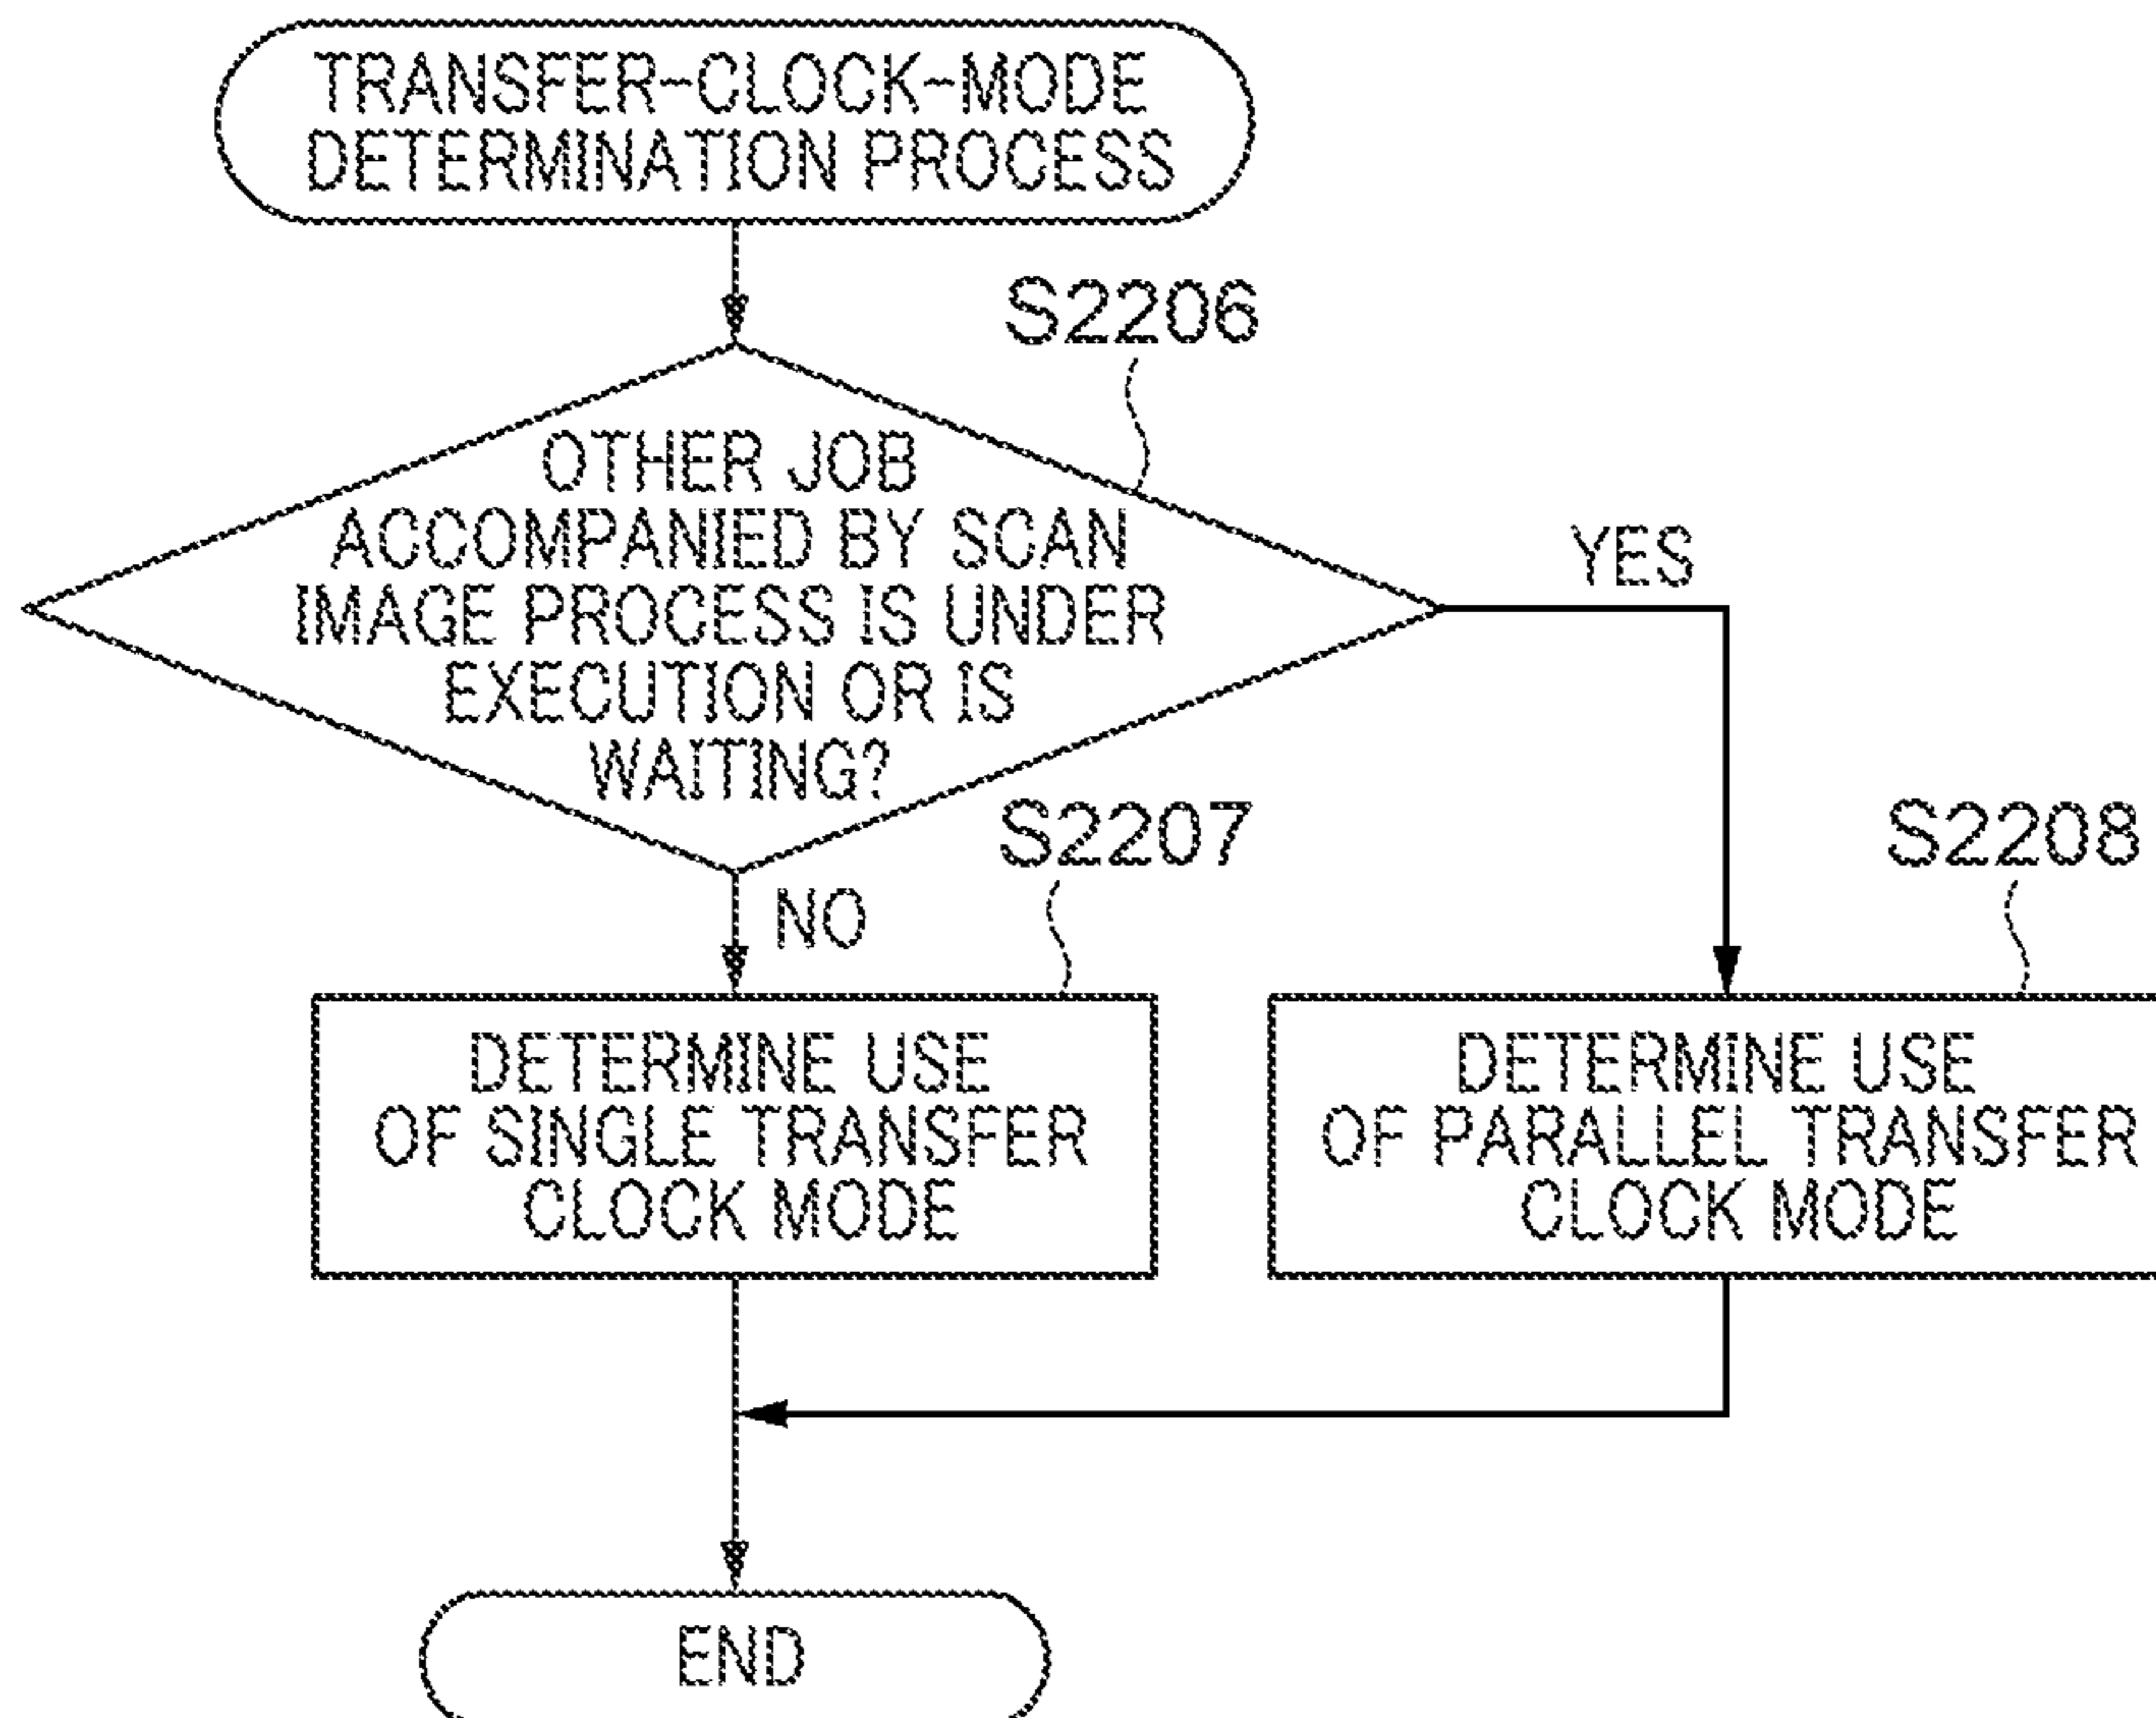 TRANSFER-CLOCK-MODE
DETERMINATION PROCESS
S2206
OTHER JOB
ACCOMPANIED BY SCAN
IMAGE PROCESS IS UNDER
EXECUTION OR IS
WAITING?
YES
NO
S2207
DETERMINE USE
OF SINGLE TRANSFER
CLOCK MODE
S2208
DETERMINE USE
OF PARALLEL TRANSFER
CLOCK MODE
END